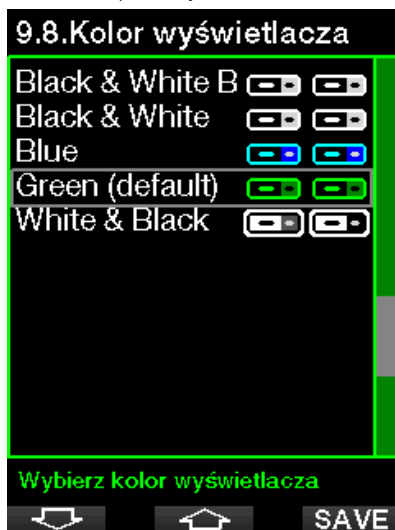 9.8.Kolor wyświetlacza
Black & White B
Black & White
Blue
Green (default)
White & Black
Wybierz kolor wyświetlacza
SAVE